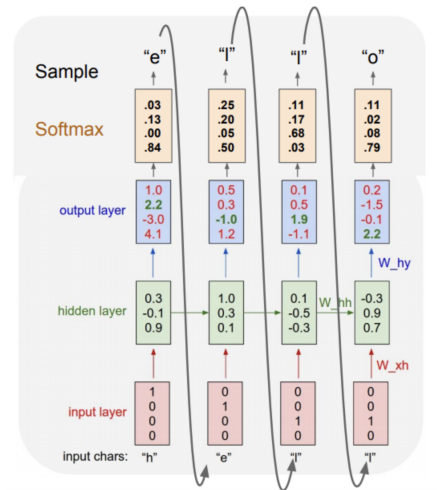 “e” “l” “l” “o”
Sample
.03 .25 .11 .11
.13 .20 .17 .02
.00 .05 .68 .08
.84 .50 .03 .79
Softmax
1.0 0.5 0.1 0.2
2.2 0.3 0.5 -1.5
-3.0 -1.0 1.9 -0.1
4.1 1.2 -1.1 2.2
output layer
W_hy
0.3 1.0 0.1 -0.3
-0.1 0.3 -0.5 0.9
0.9 0.1 -0.3 0.7
hidden layer
W_hh
W_xh
1 0 0 0
0 1 0 0
0 0 1 1
0 0 0 0
input layer
input chars: “h” “e” “l” “l”